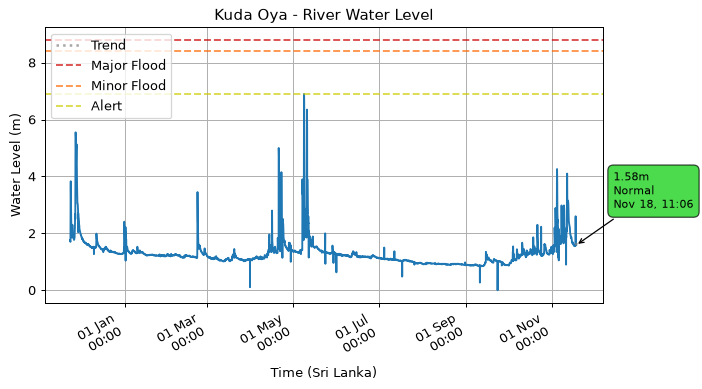 Kuda Oya - River Water Level
Trend
Major Flood
Minor Flood
Alert
Water Level (m)
8
6
4
2
0
1.58m
Normal
Nov 18, 11:06
01 Jan
00:00
01 Mar
00:00
01 May
00:00
01 Jul
00:00
01 Sep
00:00
01 Nov
00:00
Time (Sri Lanka)